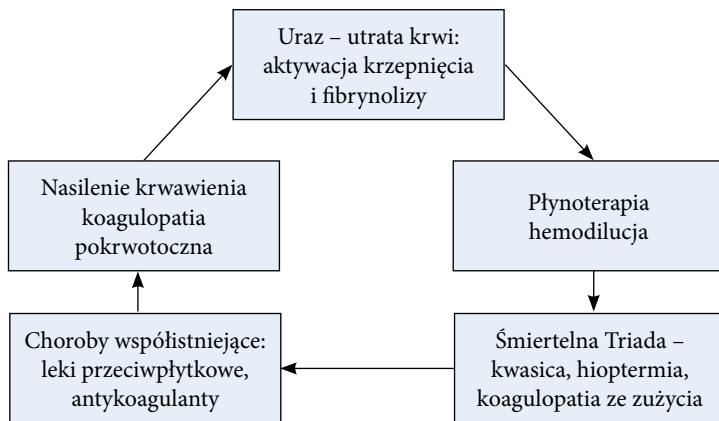 Uraz – utrata krwi:
aktywacja krzepnięcia
i fibrynolizy
Nasilenie krwawienia
koagulopatia
pokrwotoczna
Płynoterapia
hemodilucja
Choroby współistniejące:
leki przeciwpłytkowe,
antykoagulanty
Śmiertelna Triada –
kwasica, hioptermia,
koagulopatia ze zużycia